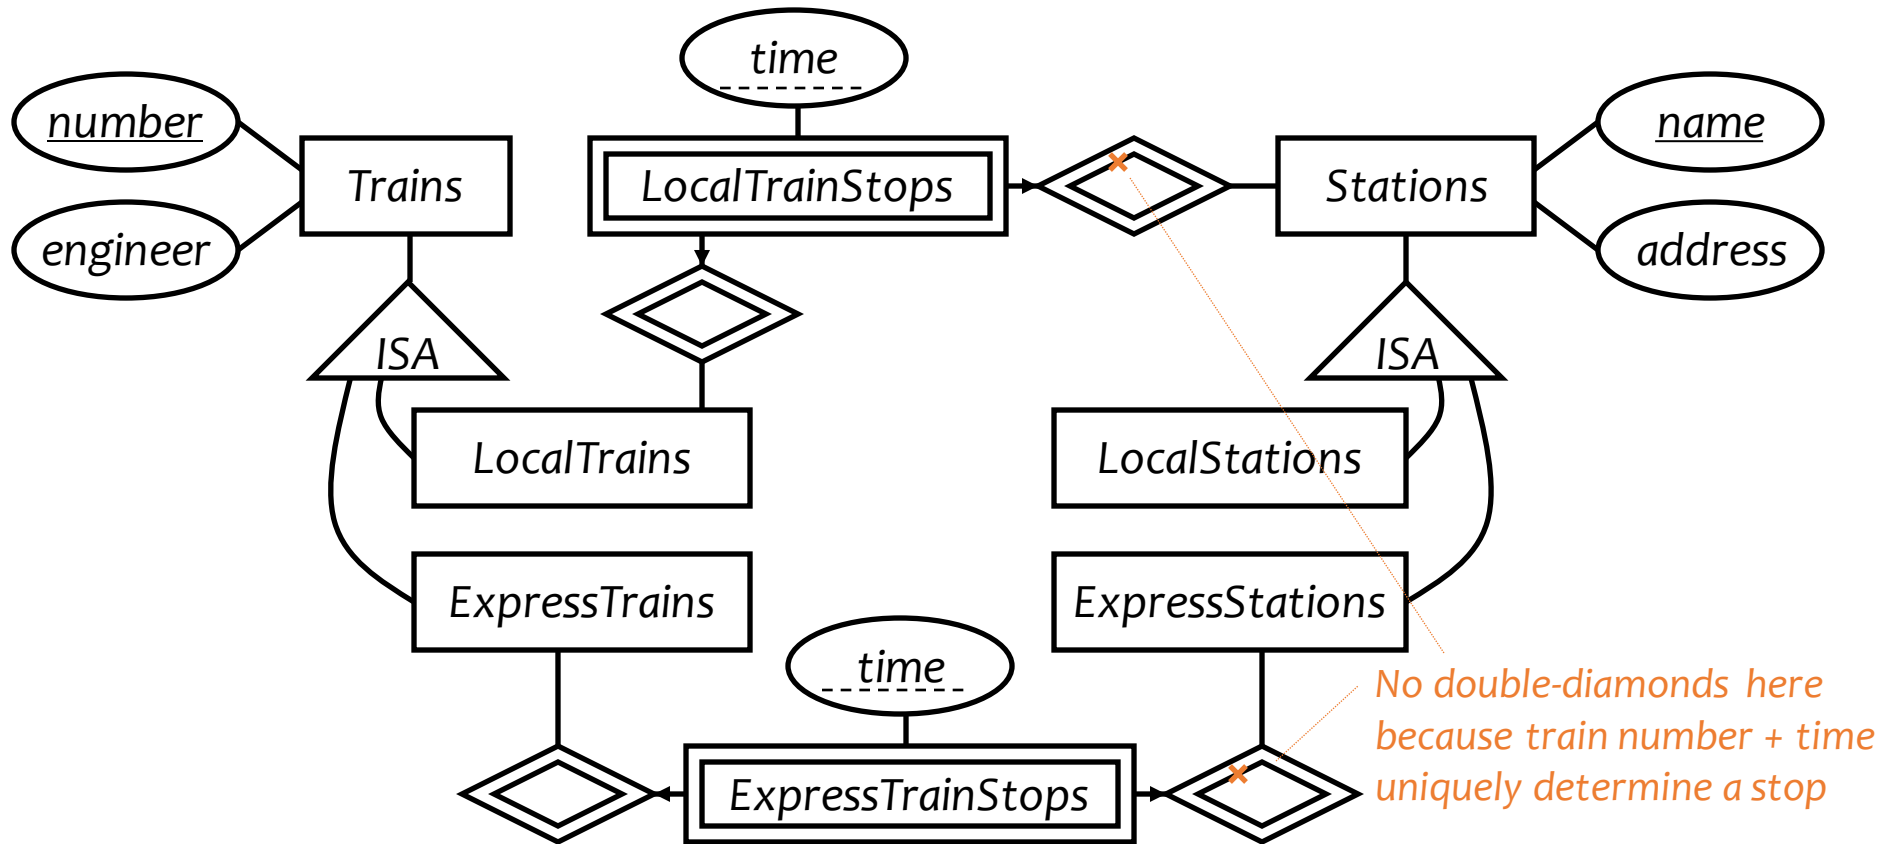 time
number
name
Trains
LocalTrainStops
Stations
engineer
address
ISA
ISA
LocalTrains
LocalStations
ExpressTrains
ExpressStations
time
No double-diamonds here
because train number + time
uniquely determine a stop
ExpressTrainStops